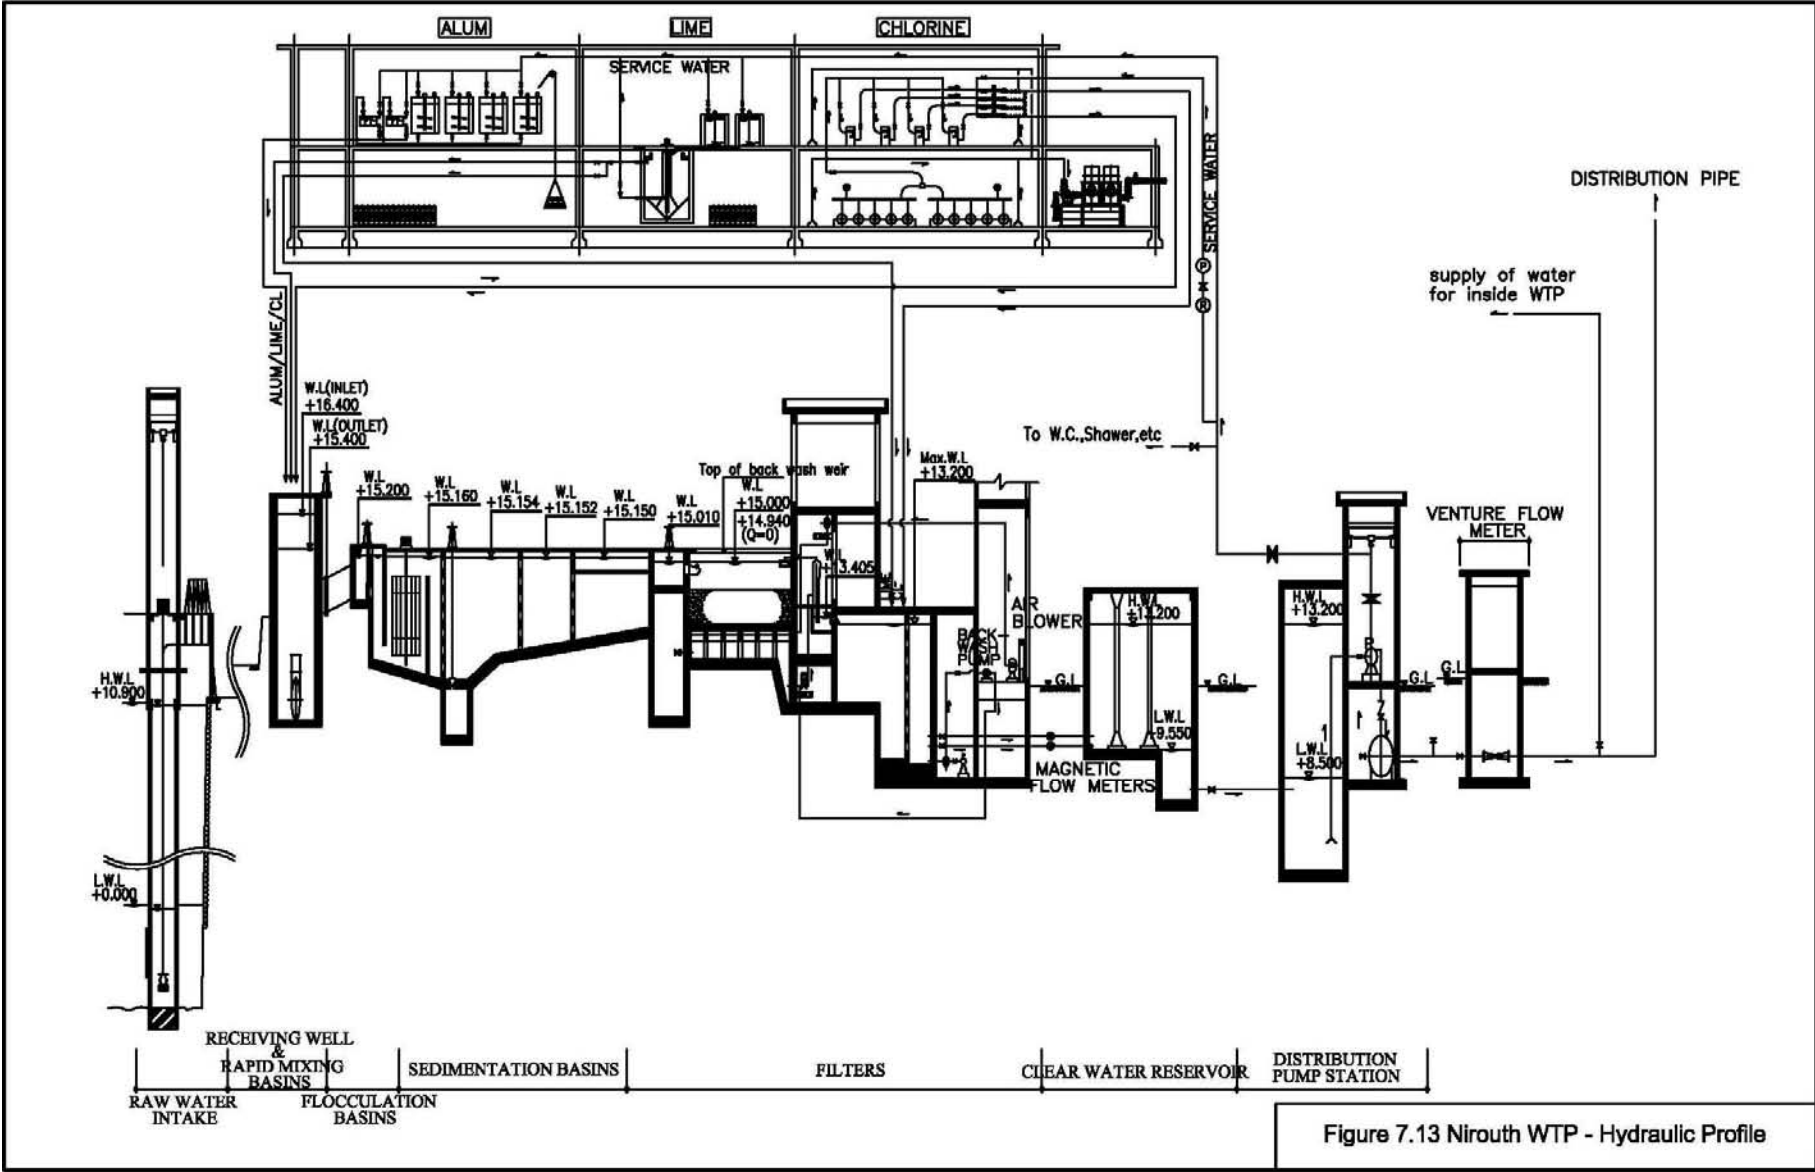 ALUM
LIME
CHLORINE
SERVICE WATER
SERVICE WATER
DISTRIBUTION PIPE
supply of water
for inside WTP
ALUM/LIME/CL
W.L(INLET)
+16.400
W.L(OUTLET)
+15.400
To W.C.,Shower,etc
W.L
+15.200
W.L
+15.160
W.L
+15.154
W.L
+15.152
W.L
+15.150
W.L
+15.010
Top of back wash weir
W.L
+15.000
+14.940
(Q=0)
W.L
+13.405
Max.W.L
+13.200
VENTURE FLOW
METER
AIR
BLOWER
BACK-
WASH
PUMP
H.W.L
+13.200
H.W.L
+13.200
G.L
G.L
G.L
G.L
H.W.L
+10.900
L.W.L
+9.550
L.W.L
+8.500
MAGNETIC
FLOW METERS
L.W.L
+0.000
P
R
P
B
RAW WATER
INTAKE
RECEIVING WELL
&
RAPID MIXING
BASINS
FLOCCULATION
BASINS
SEDIMENTATION BASINS
FILTERS
CLEAR WATER RESERVOIR
DISTRIBUTION
PUMP STATION
Figure 7.13 Nirouth WTP - Hydraulic Profile